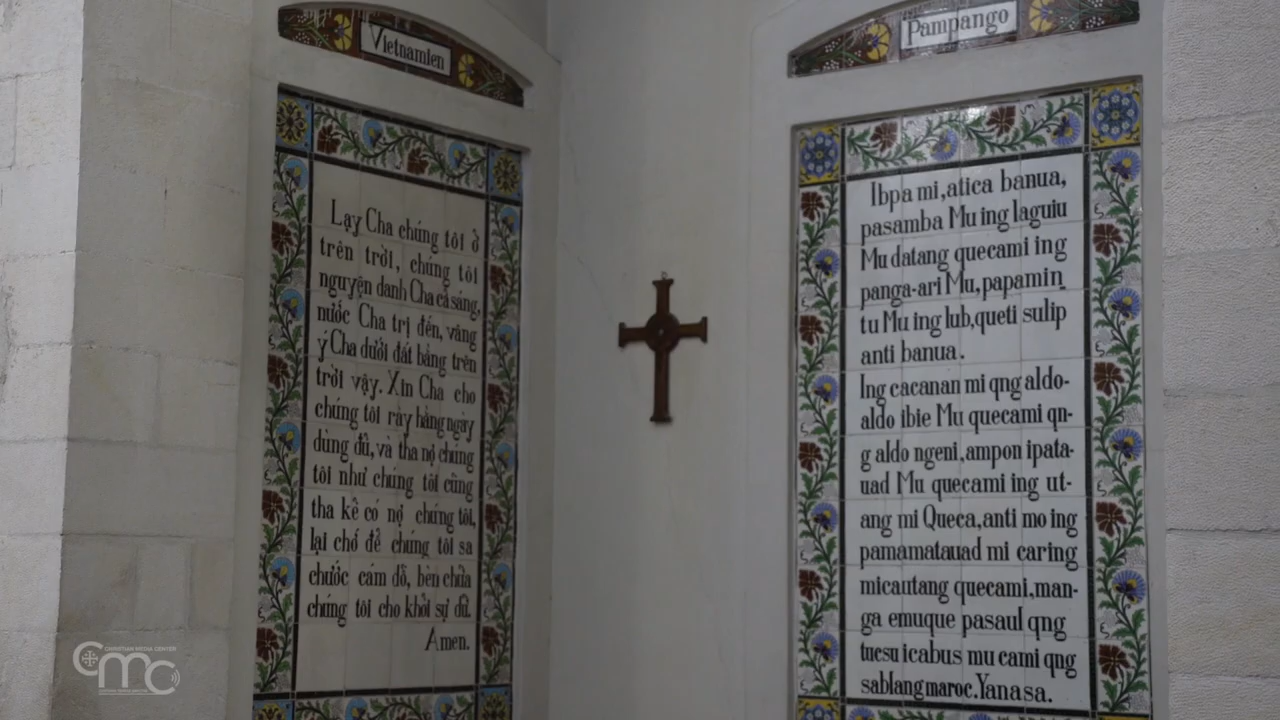 Vietnamien
Lạy Cha chúng tôi ở
trên trời, chúng tôi
nguyện danh Cha cả sáng,
nước Cha trị đến, vâng
ý Cha dưới đất bằng trên
trời vậy. Xin Cha cho
chúng tôi rày hằng ngày
dùng đủ, và tha nợ chúng
tôi như chúng tôi cũng
tha kẻ có nợ chúng tôi,
lại chớ để chúng tôi sa
chước cám dỗ, bèn chữa
chúng tôi cho khỏi sự dữ.
Amen.
Pampango
Ibpa mi, atica banua,
pasamba Mu ing laguiu
Mu datang quecami ing
panga-ari Mu, papamin
tu Mu ing lub, queti sulip
anti banua.
Ing cacanan mi qng aldo-
aldo ibie Mu quecami qn-
g aldo ngeni, ampon ipata-
uad Mu quecami ing ut-
ang mi Queca, anti mo ing
pamamatauad mi caring
micautang quecami, man-
ga emuque pasaul qng
tucsu icabus mu cami qng
sablang maroc. Yanasa.
CMC
CHRISTIAN MEDIA CENTER